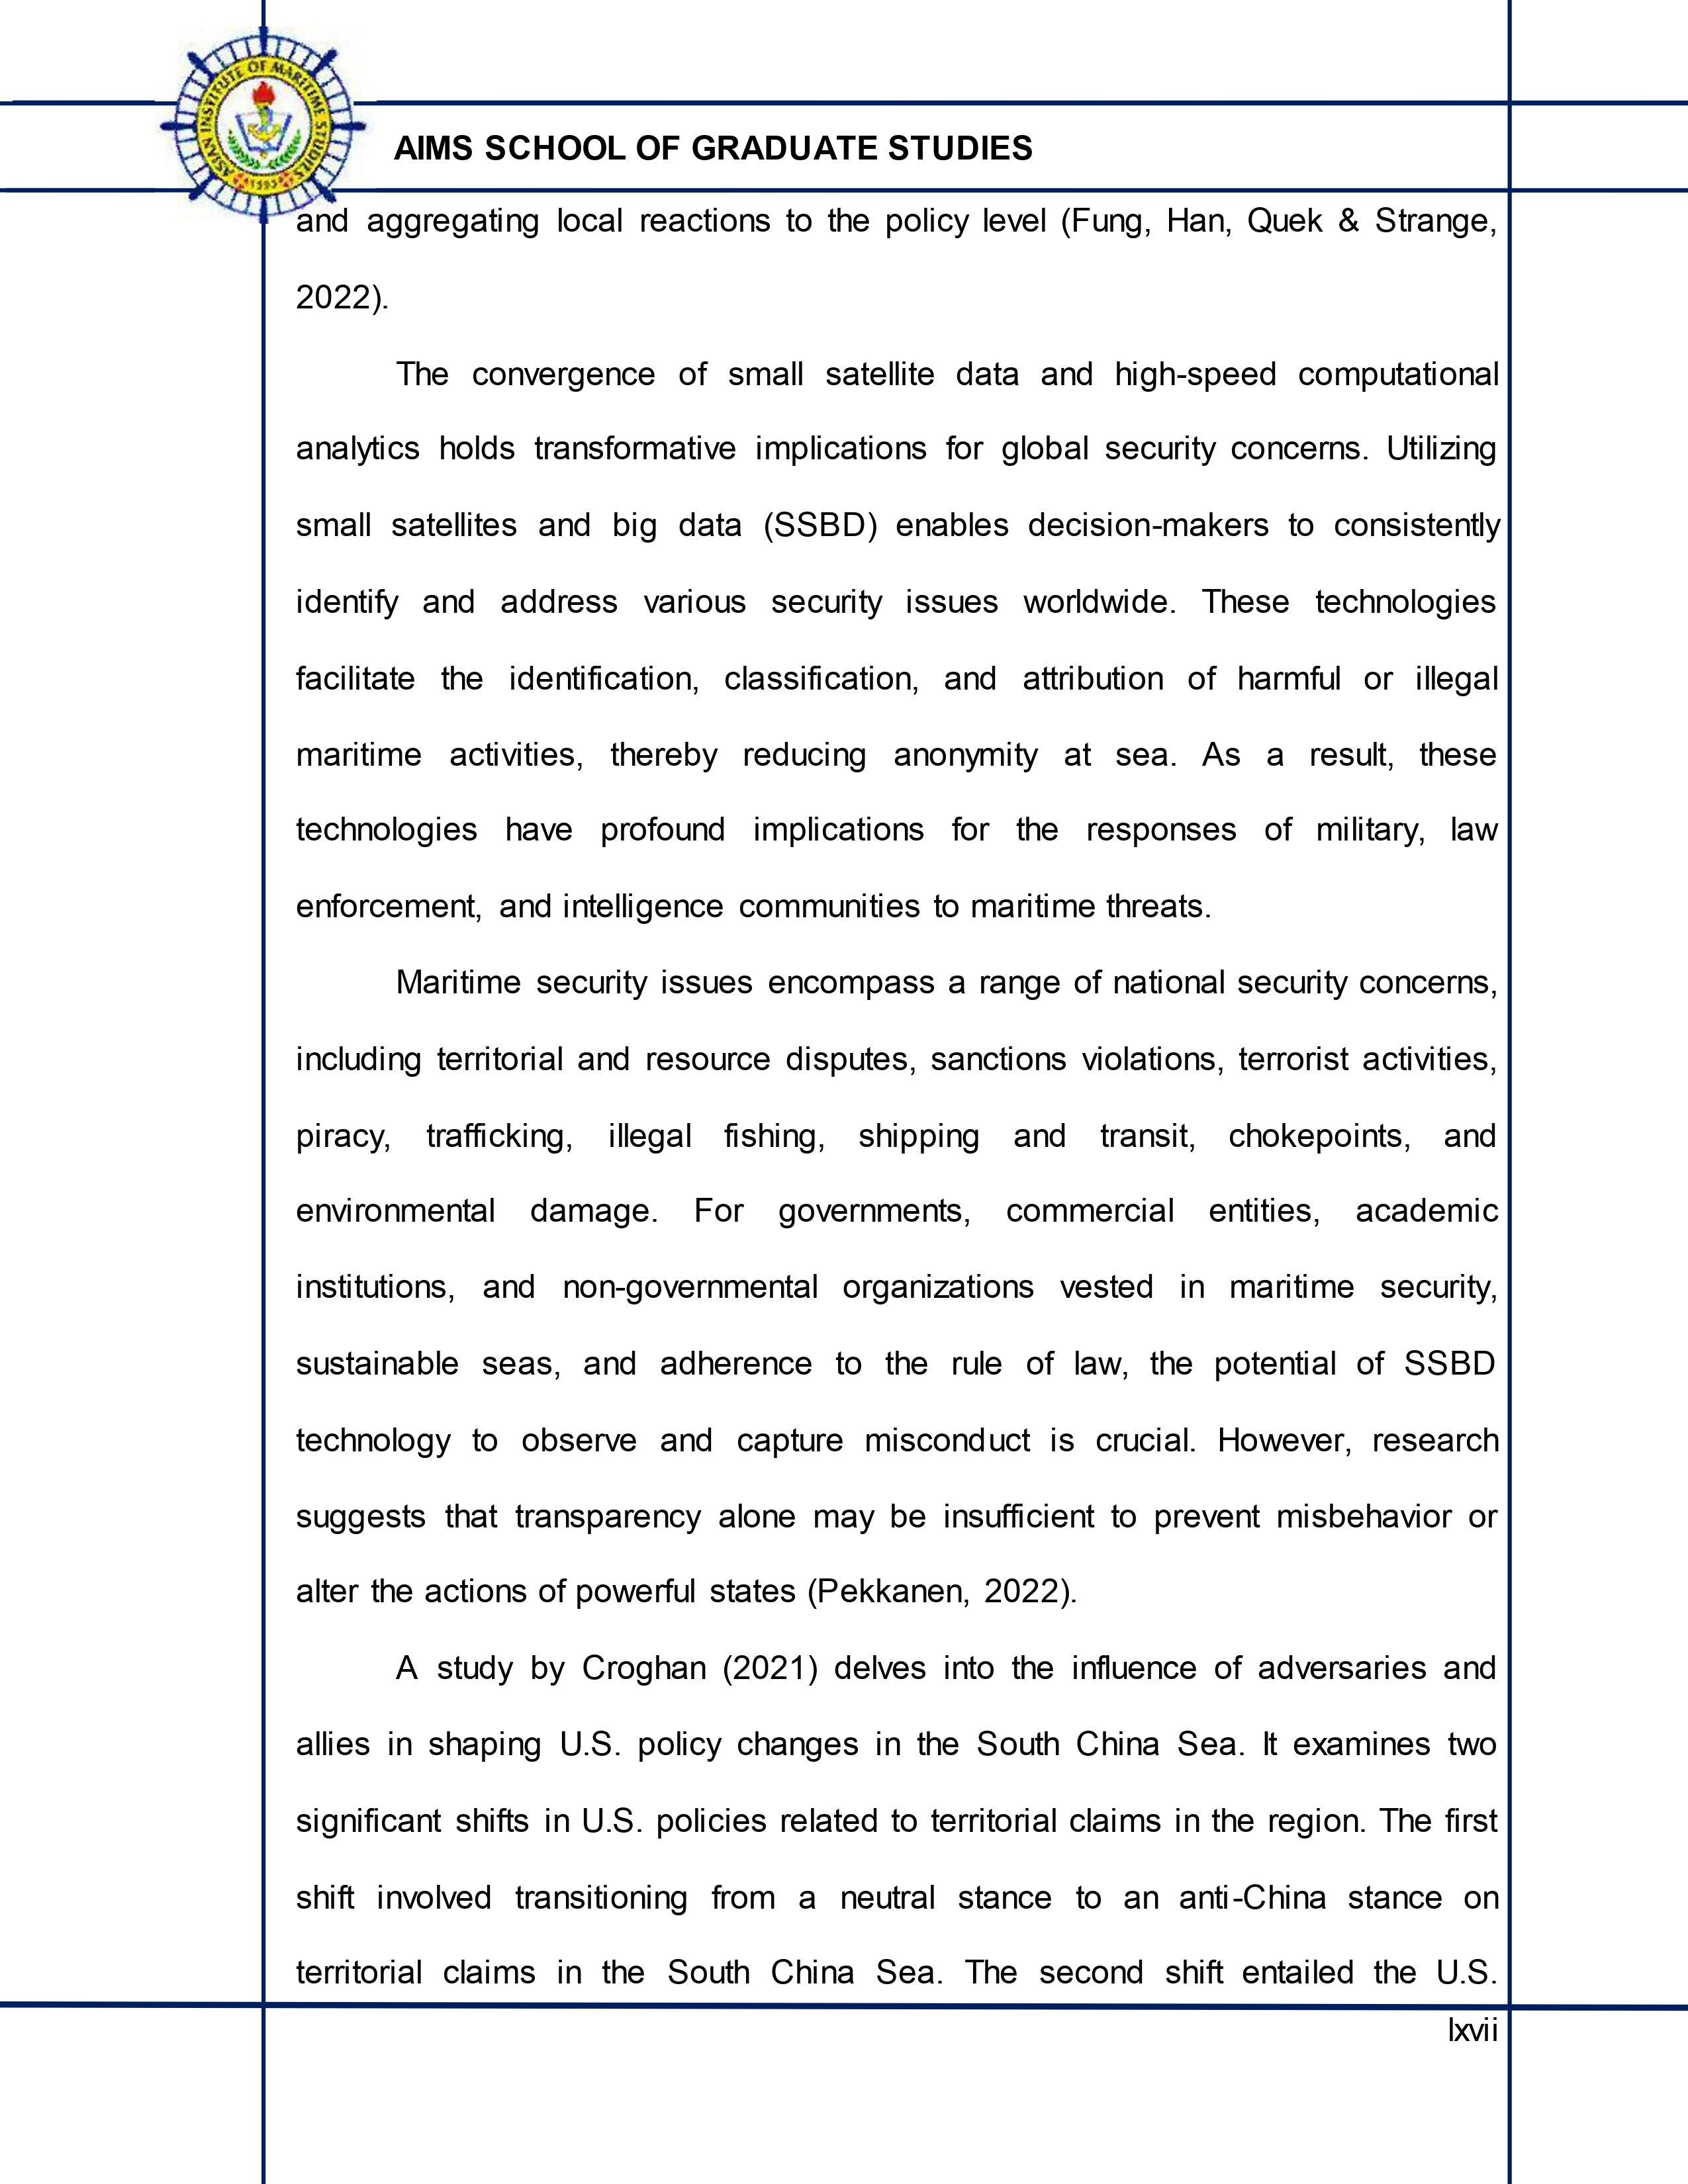 ASIAN INSTITUTE OF MARITIME STUDIES
1993
AIMS SCHOOL OF GRADUATE STUDIES
and aggregating local reactions to the policy level (Fung, Han, Quek & Strange,
2022).
The convergence of small satellite data and high-speed computational
analytics holds transformative implications for global security concerns. Utilizing
small satellites and big data (SSBD) enables decision-makers to consistently
identify and address various security issues worldwide. These technologies
facilitate the identification, classification, and attribution of harmful or illegal
maritime activities, thereby reducing anonymity at sea. As a result, these
technologies have profound implications for the responses of military, law
enforcement, and intelligence communities to maritime threats.
Maritime security issues encompass a range of national security concerns,
including territorial and resource disputes, sanctions violations, terrorist activities,
piracy, trafficking, illegal fishing, shipping and transit, chokepoints, and
environmental damage. For governments, commercial entities, academic
institutions, and non-governmental organizations vested in maritime security,
sustainable seas, and adherence to the rule of law, the potential of SSBD
technology to observe and capture misconduct is crucial. However, research
suggests that transparency alone may be insufficient to prevent misbehavior or
alter the actions of powerful states (Pekkanen, 2022).
A study by Croghan (2021) delves into the influence of adversaries and
allies in shaping U.S. policy changes in the South China Sea. It examines two
significant shifts in U.S. policies related to territorial claims in the region. The first
shift involved transitioning from a neutral stance to an anti-China stance on
territorial claims in the South China Sea. The second shift entailed the U.S.
lxvii